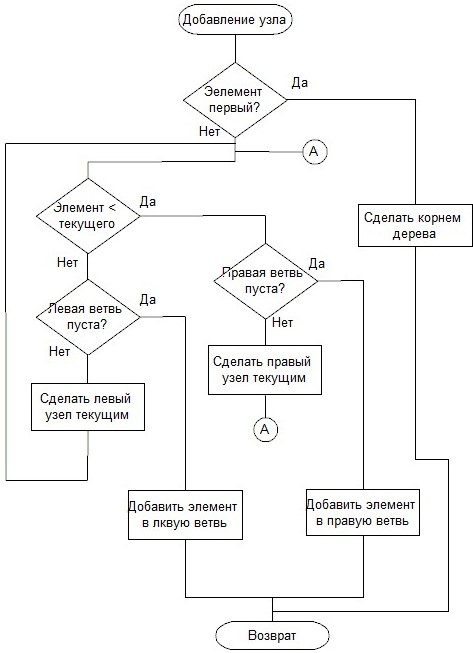 Добавление узла
Эелемент
первый?
Да
Нет
А
Элемент <
текущего
Да
Сделать корнем
дерева
Нет
Правая ветвь
пуста?
Да
Левая ветвь
пуста?
Да
Нет
Нет
Сделать правый
узел текущим
Сделать левый
узел текущим
А
Добавить элемент
в лквую ветвь
Добавить элемент
в правую ветвь
Возврат